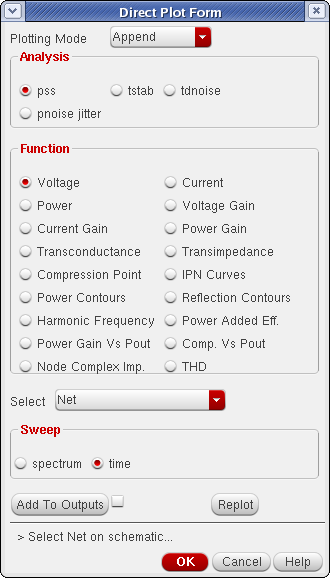 Direct Plot Form
Plotting Mode Append
Analysis
pss tstab tdnoise
pnoise jitter
Function
Voltage Current
Power Voltage Gain
Current Gain Power Gain
Transconductance Transimpedance
Compression Point IPN Curves
Power Contours Reflection Contours
Harmonic Frequency Power Added Eff.
Power Gain Vs Pout Comp. Vs Pout
Node Complex Imp. THD
Select Net
Sweep
spectrum time
Add To Outputs Replot
> Select Net on schematic...
OK Cancel Help